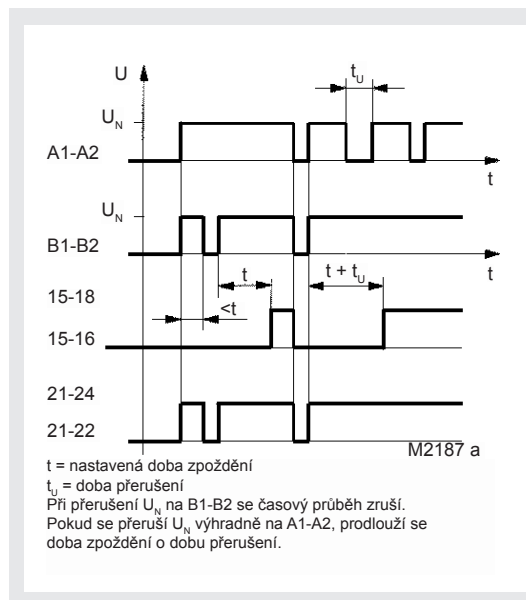 U
t_U
U_N
A1-A2
t
U_N
B1-B2
t
t
t + t_U
15-18
<t
15-16
21-24
21-22
M2187 a
t = nastavená doba zpoždění
t_U = doba přerušení
Při přerušení U_N na B1-B2 se časový průběh zruší.
Pokud se přeruší U_N výhradně na A1-A2, prodlouží se
doba zpoždění o dobu přerušení.